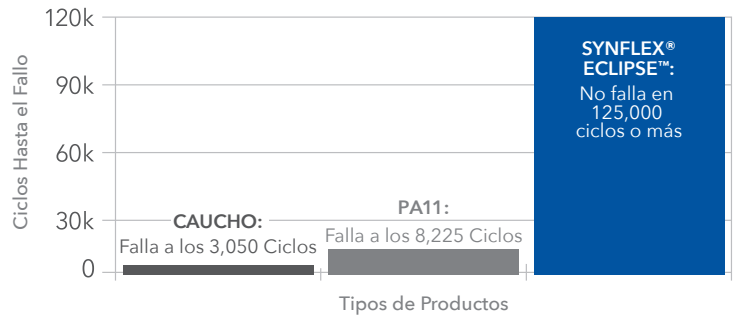 120k
90k
60k
30k
0
Ciclos Hasta el Fallo
CAUCHO:
Falla a los 3,050 Ciclos
PA11:
Falla a los 8,225 Ciclos
SYNFLEX®
ECLIPSE™:
No falla en
125,000
ciclos o más
Tipos de Productos